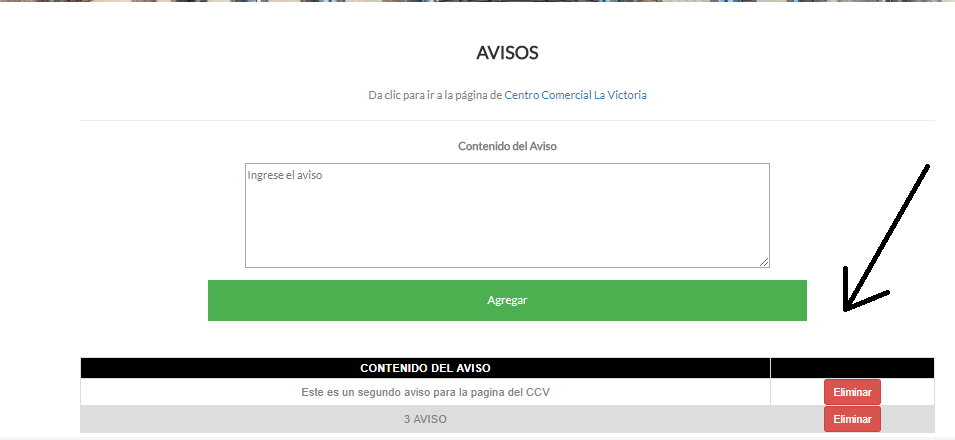 AVISOS
Da clic para ir a la página de Centro Comercial La Victoria
Contenido del Aviso
Ingrese el aviso
Agregar
CONTENIDO DEL AVISO
Este es un segundo aviso para la pagina del CCV Eliminar
3 AVISO Eliminar